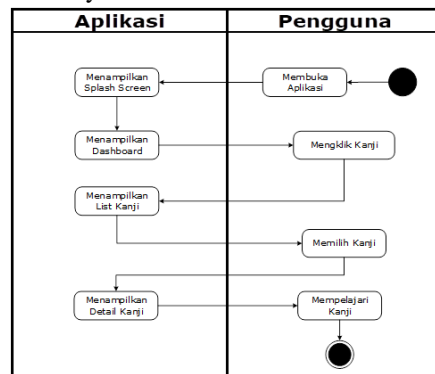 Aplikasi
Pengguna
Membuka
Aplikasi
Menampilkan
Splash Screen
Menampilkan
Dashboard
Mengklik Kanji
Menampilkan
List Kanji
Memilih Kanji
Menampilkan
Detail Kanji
Mempelajari
Kanji